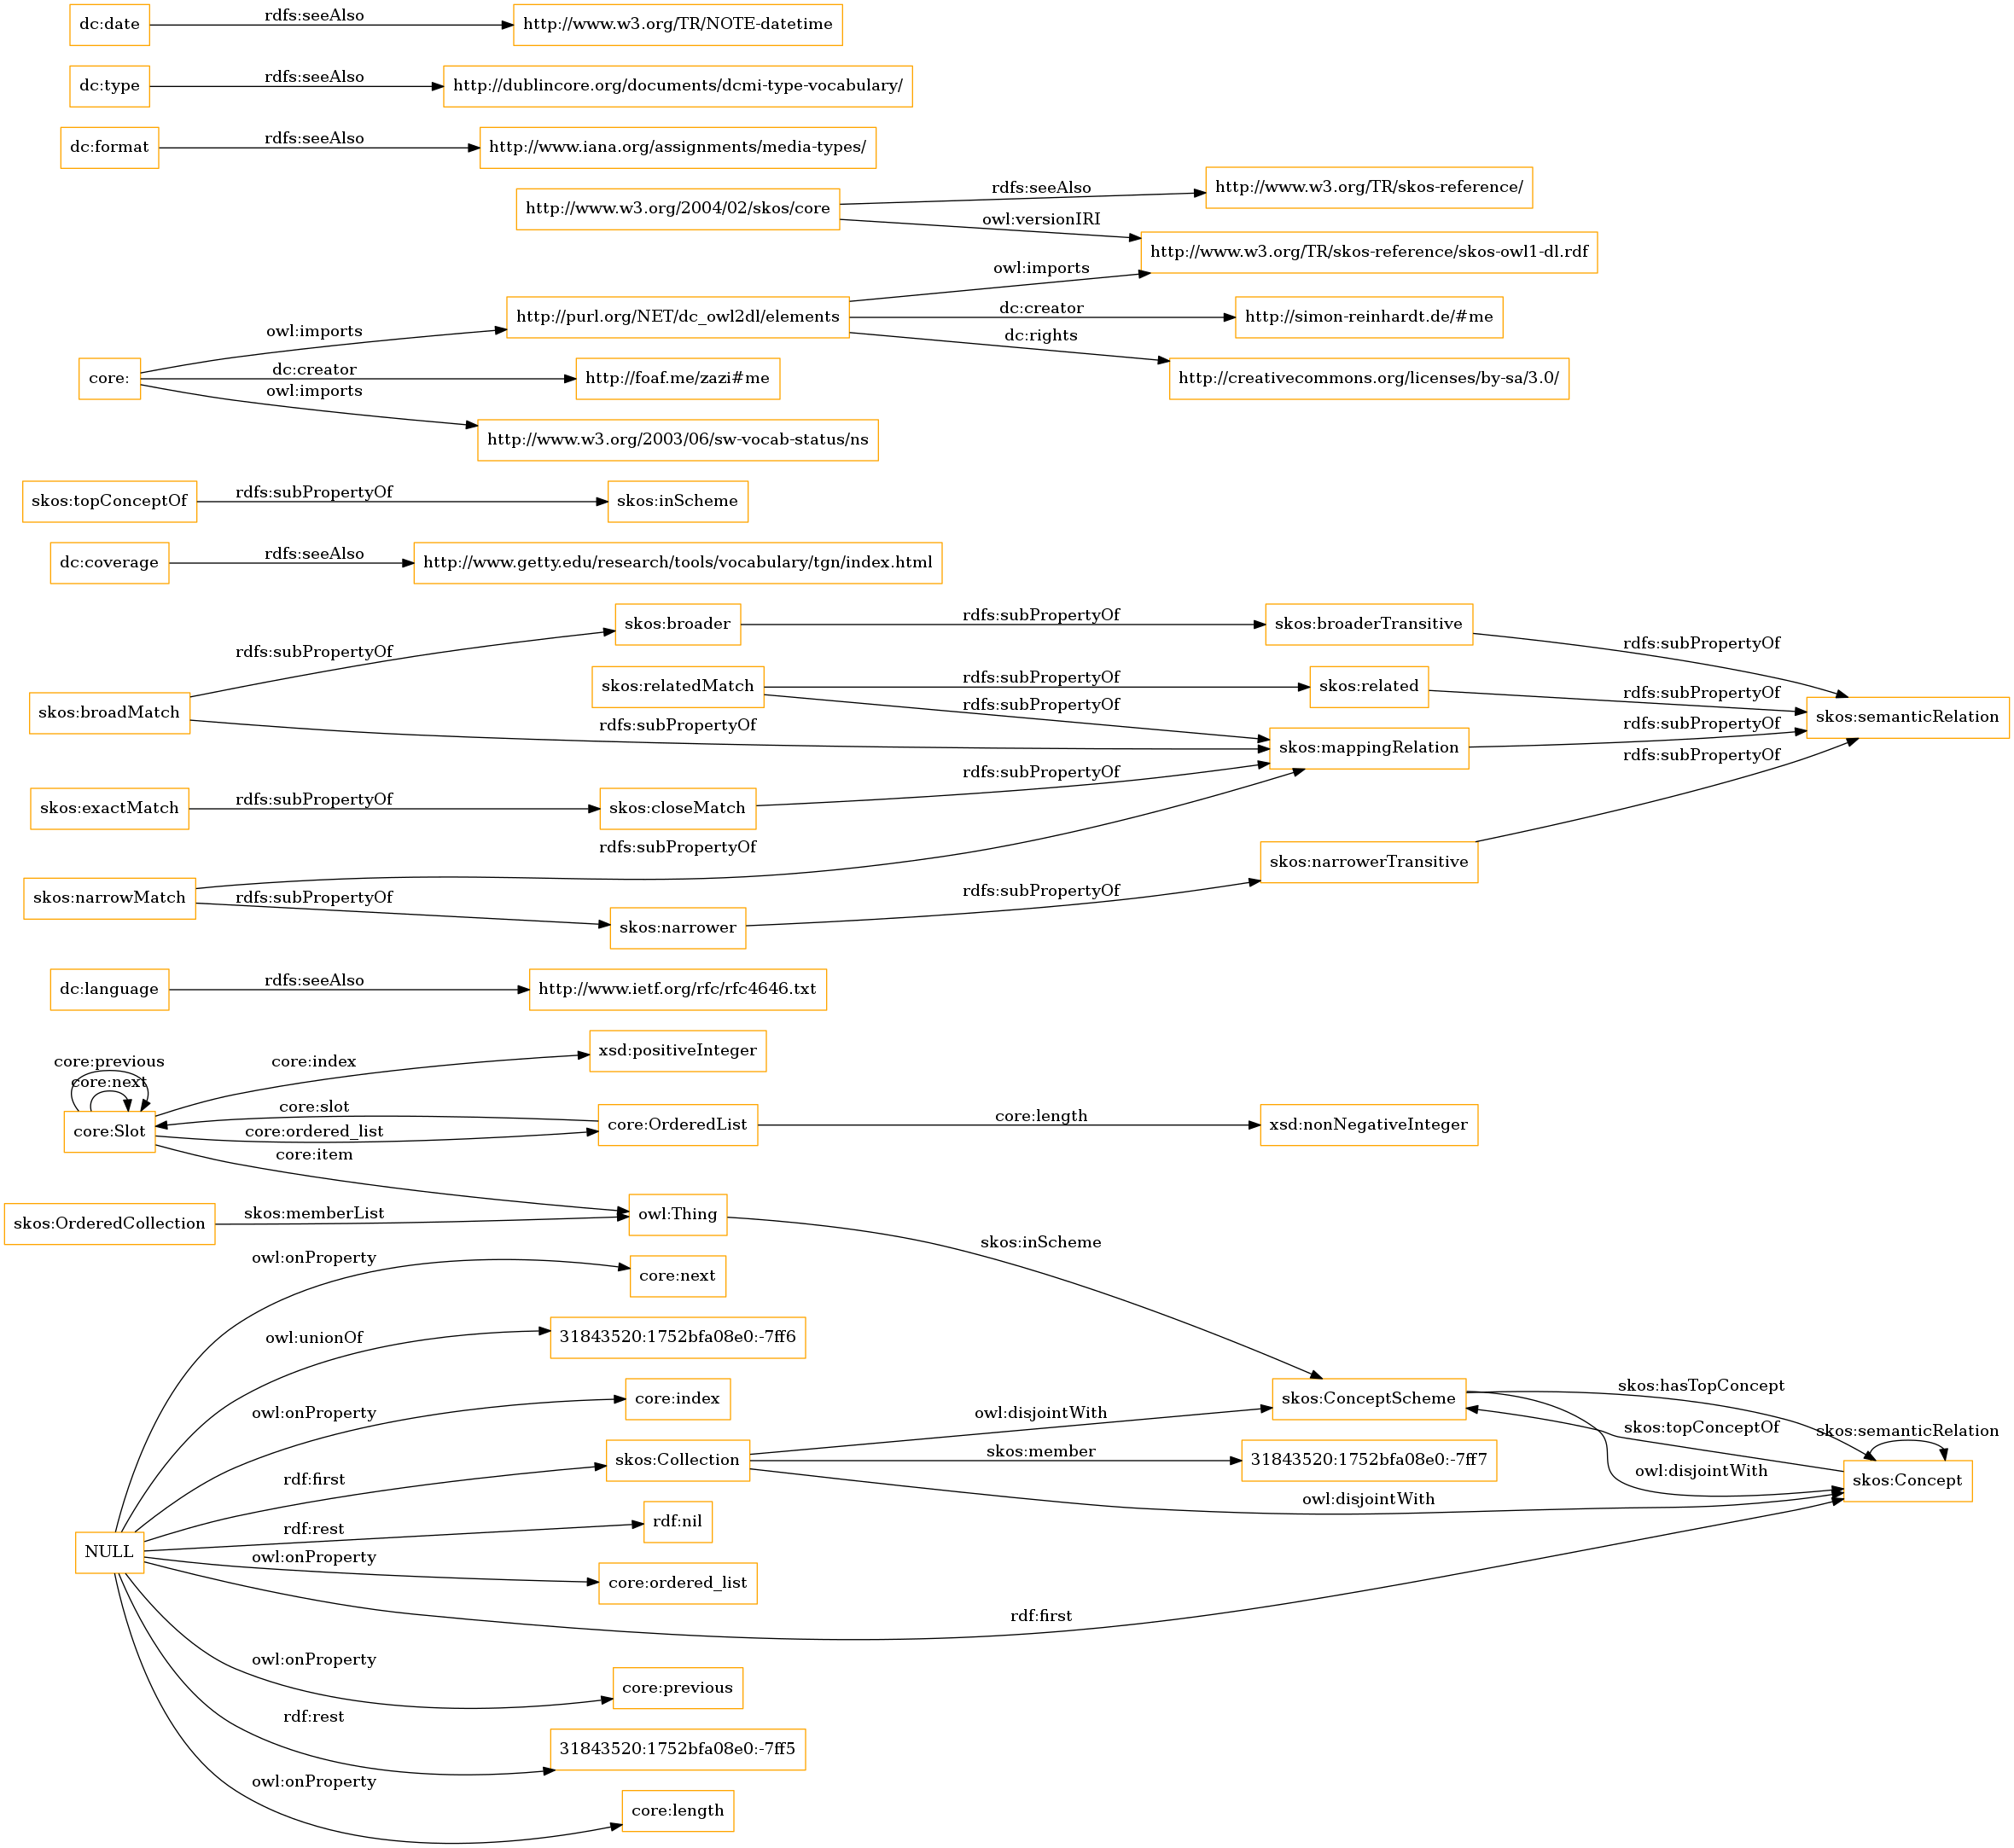 dc:date
rdfs:seeAlso
http://www.w3.org/TR/NOTE-datetime
dc:type
rdfs:seeAlso
http://dublincore.org/documents/dcmi-type-vocabulary/
dc:format
rdfs:seeAlso
http://www.iana.org/assignments/media-types/
http://www.w3.org/2004/02/skos/core
rdfs:seeAlso
http://www.w3.org/TR/skos-reference/
owl:versionIRI
http://www.w3.org/TR/skos-reference/skos-owl1-dl.rdf
core:
owl:imports
http://purl.org/NET/dc_owl2dl/elements
owl:imports
dc:creator
http://simon-reinhardt.de/#me
dc:rights
http://creativecommons.org/licenses/by-sa/3.0/
dc:creator
http://foaf.me/zazi#me
owl:imports
http://www.w3.org/2003/06/sw-vocab-status/ns
skos:topConceptOf
rdfs:subPropertyOf
skos:inScheme
dc:coverage
rdfs:seeAlso
http://www.getty.edu/research/tools/vocabulary/tgn/index.html
skos:broadMatch
rdfs:subPropertyOf
skos:broader
rdfs:subPropertyOf
skos:broaderTransitive
rdfs:subPropertyOf
skos:relatedMatch
rdfs:subPropertyOf
skos:related
rdfs:subPropertyOf
skos:semanticRelation
rdfs:subPropertyOf
rdfs:subPropertyOf
skos:mappingRelation
rdfs:subPropertyOf
skos:exactMatch
rdfs:subPropertyOf
skos:closeMatch
rdfs:subPropertyOf
rdfs:subPropertyOf
skos:narrowMatch
rdfs:subPropertyOf
rdfs:subPropertyOf
skos:narrower
rdfs:subPropertyOf
skos:narrowerTransitive
dc:language
rdfs:seeAlso
http://www.ietf.org/rfc/rfc4646.txt
core:previous
core:next
core:Slot
core:index
xsd:positiveInteger
core:slot
core:ordered_list
core:OrderedList
core:length
xsd:nonNegativeInteger
core:item
skos:OrderedCollection
skos:memberList
owl:Thing
skos:inScheme
owl:onProperty
core:next
owl:unionOf
31843520:1752bfa08e0:-7ff6
owl:onProperty
core:index
rdf:first
skos:Collection
owl:disjointWith
skos:ConceptScheme
skos:hasTopConcept
skos:topConceptOf
skos:semanticRelation
skos:member
31843520:1752bfa08e0:-7ff7
owl:disjointWith
skos:Concept
owl:disjointWith
NULL
rdf:rest
rdf:nil
owl:onProperty
core:ordered_list
rdf:first
owl:onProperty
core:previous
rdf:rest
31843520:1752bfa08e0:-7ff5
owl:onProperty
core:length